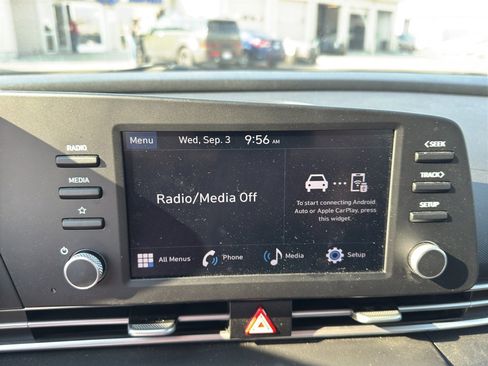 Menu Wed, Sep. 3 9:56 AM
RADIO
MEDIA
Radio/Media Off
To start connecting Android
Auto or Apple CarPlay, press
this widget.
All Menus Phone Media Setup
<SEEK
TRACK>
SETUP